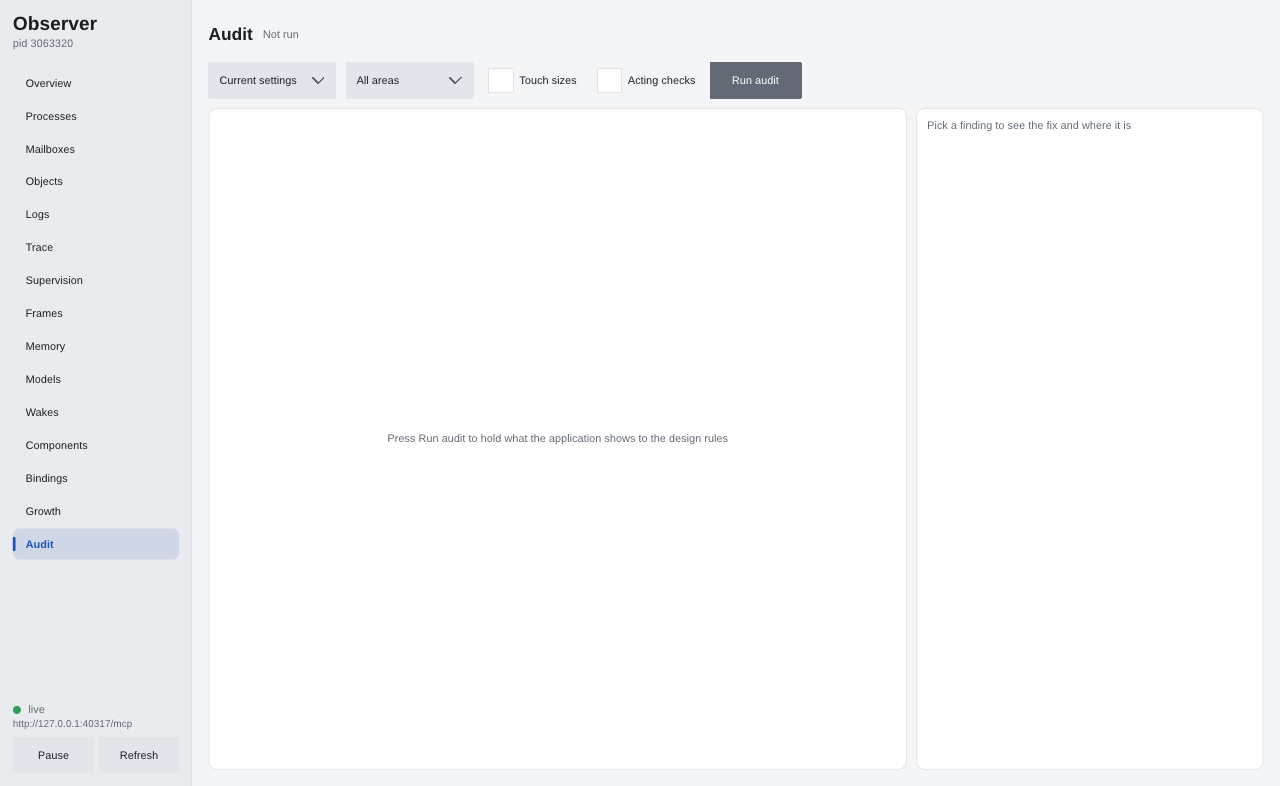 Observer
pid 3063320
Overview
Processes
Mailboxes
Objects
Logs
Trace
Supervision
Frames
Memory
Models
Wakes
Components
Bindings
Growth
Audit
live
http://127.0.0.1:40317/mcp
Pause Refresh
Audit Not run
Current settings All areas Touch sizes Acting checks Run audit
Press Run audit to hold what the application shows to the design rules
Pick a finding to see the fix and where it is